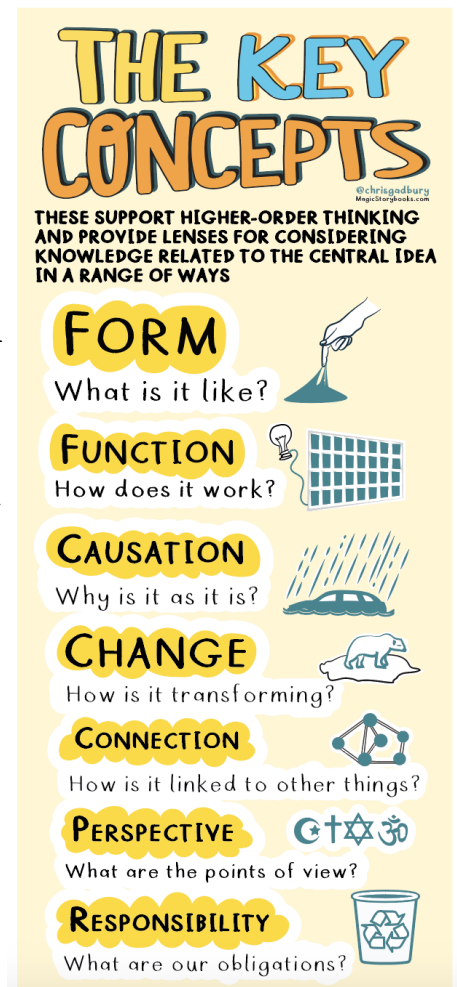 THE KEY
CONCEPTS
@chrisgadbury
MagicStorybooks.com
THESE SUPPORT HIGHER-ORDER THINKING
AND PROVIDE LENSES FOR CONSIDERING
KNOWLEDGE RELATED TO THE CENTRAL IDEA
IN A RANGE OF WAYS
FORM
What is it like?
FUNCTION
How does it work?
CAUSATION
Why is it as it is?
CHANGE
How is it transforming?
CONNECTION
How is it linked to other things?
PERSPECTIVE
What are the points of view?
RESPONSIBILITY
What are our obligations?